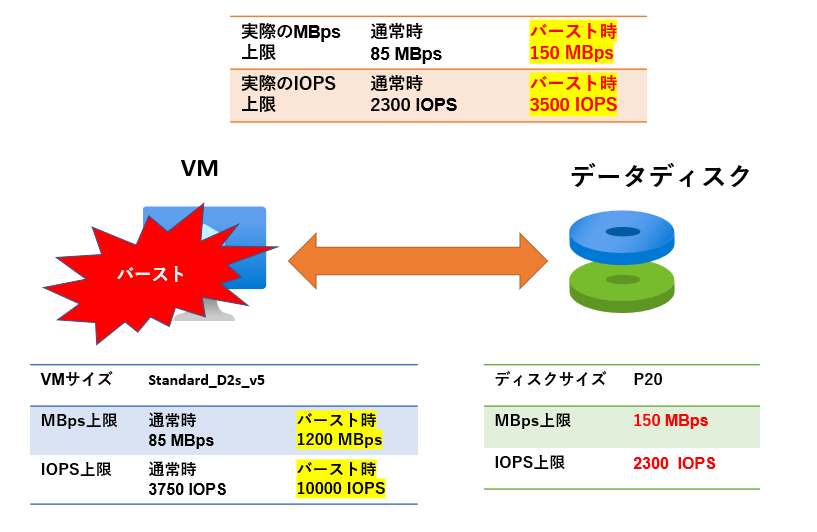 実際のMBps 通常時 バースト時
上限 85 MBps 150 MBps
実際のIOPS 通常時 バースト時
上限 2300 IOPS 3500 IOPS
VM
データディスク
バースト
VMサイズ Standard_D2s_v5
MBps上限 通常時 バースト時
85 MBps 1200 MBps
IOPS上限 通常時 バースト時
3750 IOPS 10000 IOPS
ディスクサイズ P20
MBps上限 150 MBps
IOPS上限 2300 IOPS